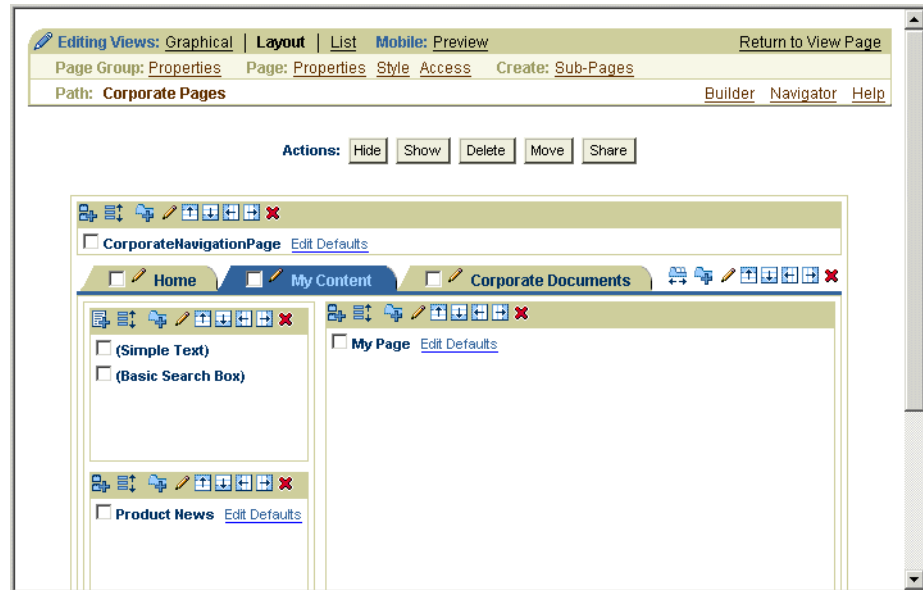 Editing Views: Graphical | Layout | List Mobile: Preview Return to View Page
Page Group: Properties Page: Properties Style Access Create: Sub-Pages
Path: Corporate Pages Builder Navigator Help
Actions: Hide Show Delete Move Share
CorporateNavigationPage Edit Defaults
Home My Content Corporate Documents
(Simple Text)
(Basic Search Box)
My Page Edit Defaults
Product News Edit Defaults